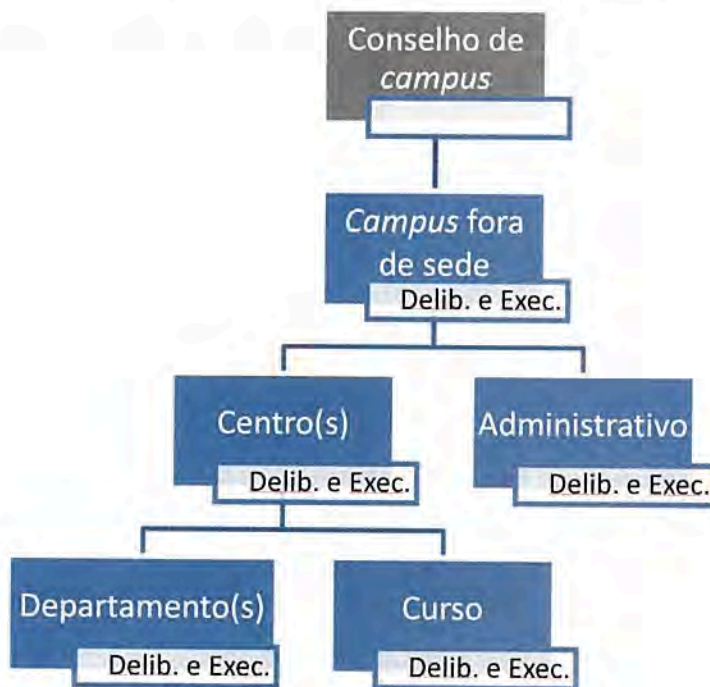 Conselho de
campus
Campus fora
de sede
Delib. e Exec.
Centro(s)
Delib. e Exec.
Administrativo
Delib. e Exec.
Departamento(s)
Delib. e Exec.
Curso
Delib. e Exec.